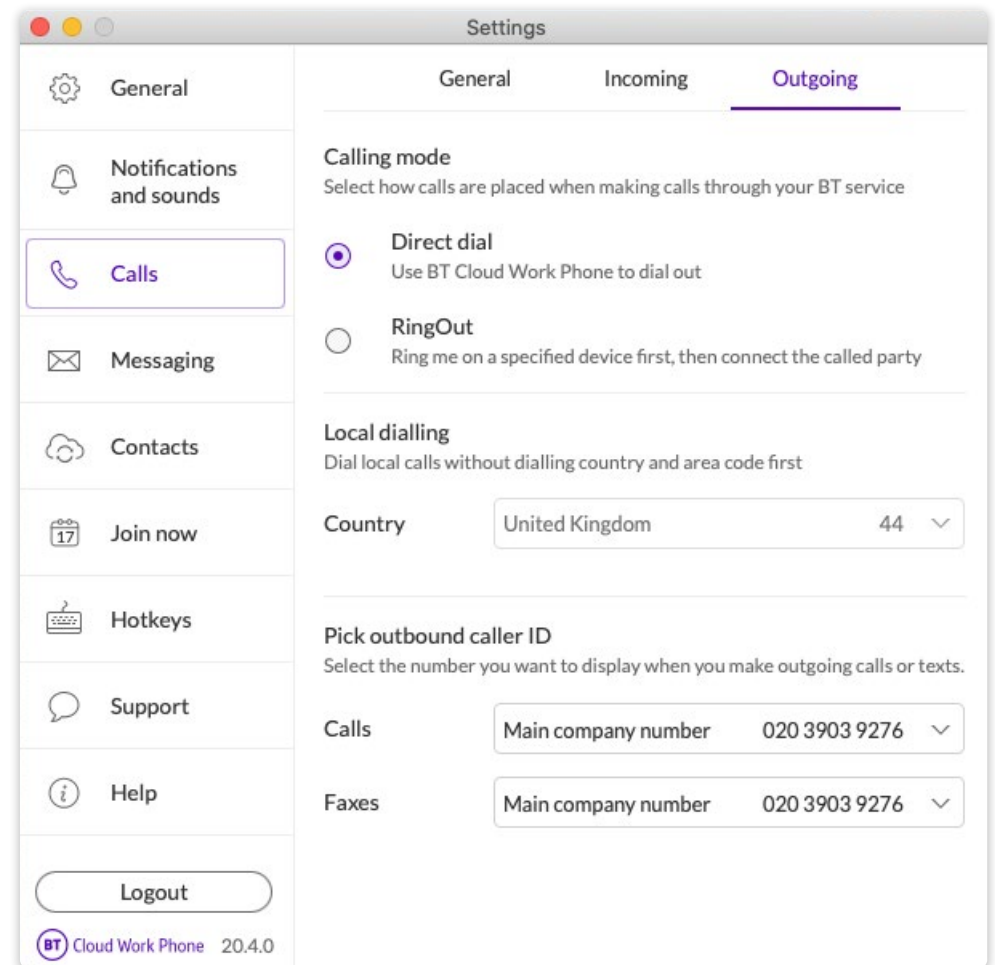 Settings
General
Notifications
and sounds
Calls
Messaging
Contacts
17
Join now
Hotkeys
Support
Help
Logout
BT Cloud Work Phone 20.4.0
General Incoming Outgoing
Calling mode
Select how calls are placed when making calls through your BT service
Direct dial
Use BT Cloud Work Phone to dial out
RingOut
Ring me on a specified device first, then connect the called party
Local dialling
Dial local calls without dialling country and area code first
Country United Kingdom 44
Pick outbound caller ID
Select the number you want to display when you make outgoing calls or texts.
Calls Main company number 020 3903 9276
Faxes Main company number 020 3903 9276